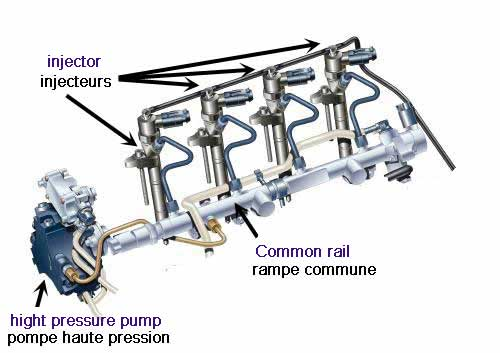 injector
injecteurs
Common rail
rampe commune
hight pressure pump
pompe haute pression